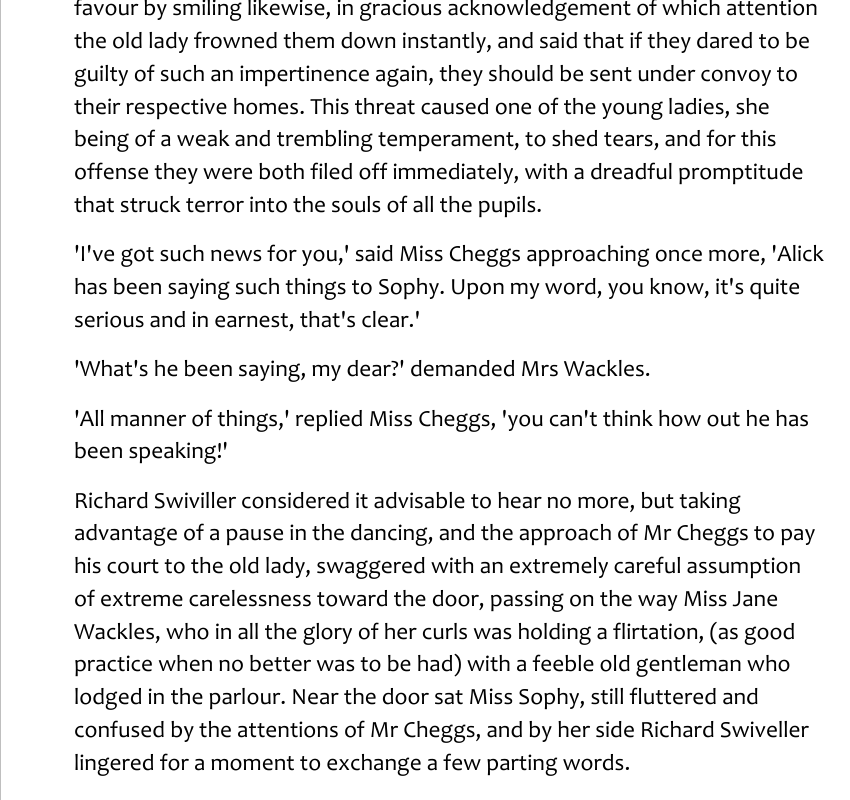 favour by smiling likewise, in gracious acknowledgement of which attention
the old lady frowned them down instantly, and said that if they dared to be
guilty of such an impertinence again, they should be sent under convoy to
their respective homes. This threat caused one of the young ladies, she
being of a weak and trembling temperament, to shed tears, and for this
offense they were both filed off immediately, with a dreadful promptitude
that struck terror into the souls of all the pupils.
'I've got such news for you,' said Miss Cheggs approaching once more, 'Alick
has been saying such things to Sophy. Upon my word, you know, it's quite
serious and in earnest, that's clear.'
'What's he been saying, my dear?' demanded Mrs Wackles.
'All manner of things,' replied Miss Cheggs, 'you can't think how out he has
been speaking!'
Richard Swiviller considered it advisable to hear no more, but taking
advantage of a pause in the dancing, and the approach of Mr Cheggs to pay
his court to the old lady, swaggered with an extremely careful assumption
of extreme carelessness toward the door, passing on the way Miss Jane
Wackles, who in all the glory of her curls was holding a flirtation, (as good
practice when no better was to be had) with a feeble old gentleman who
lodged in the parlour. Near the door sat Miss Sophy, still fluttered and
confused by the attentions of Mr Cheggs, and by her side Richard Swiveller
lingered for a moment to exchange a few parting words.